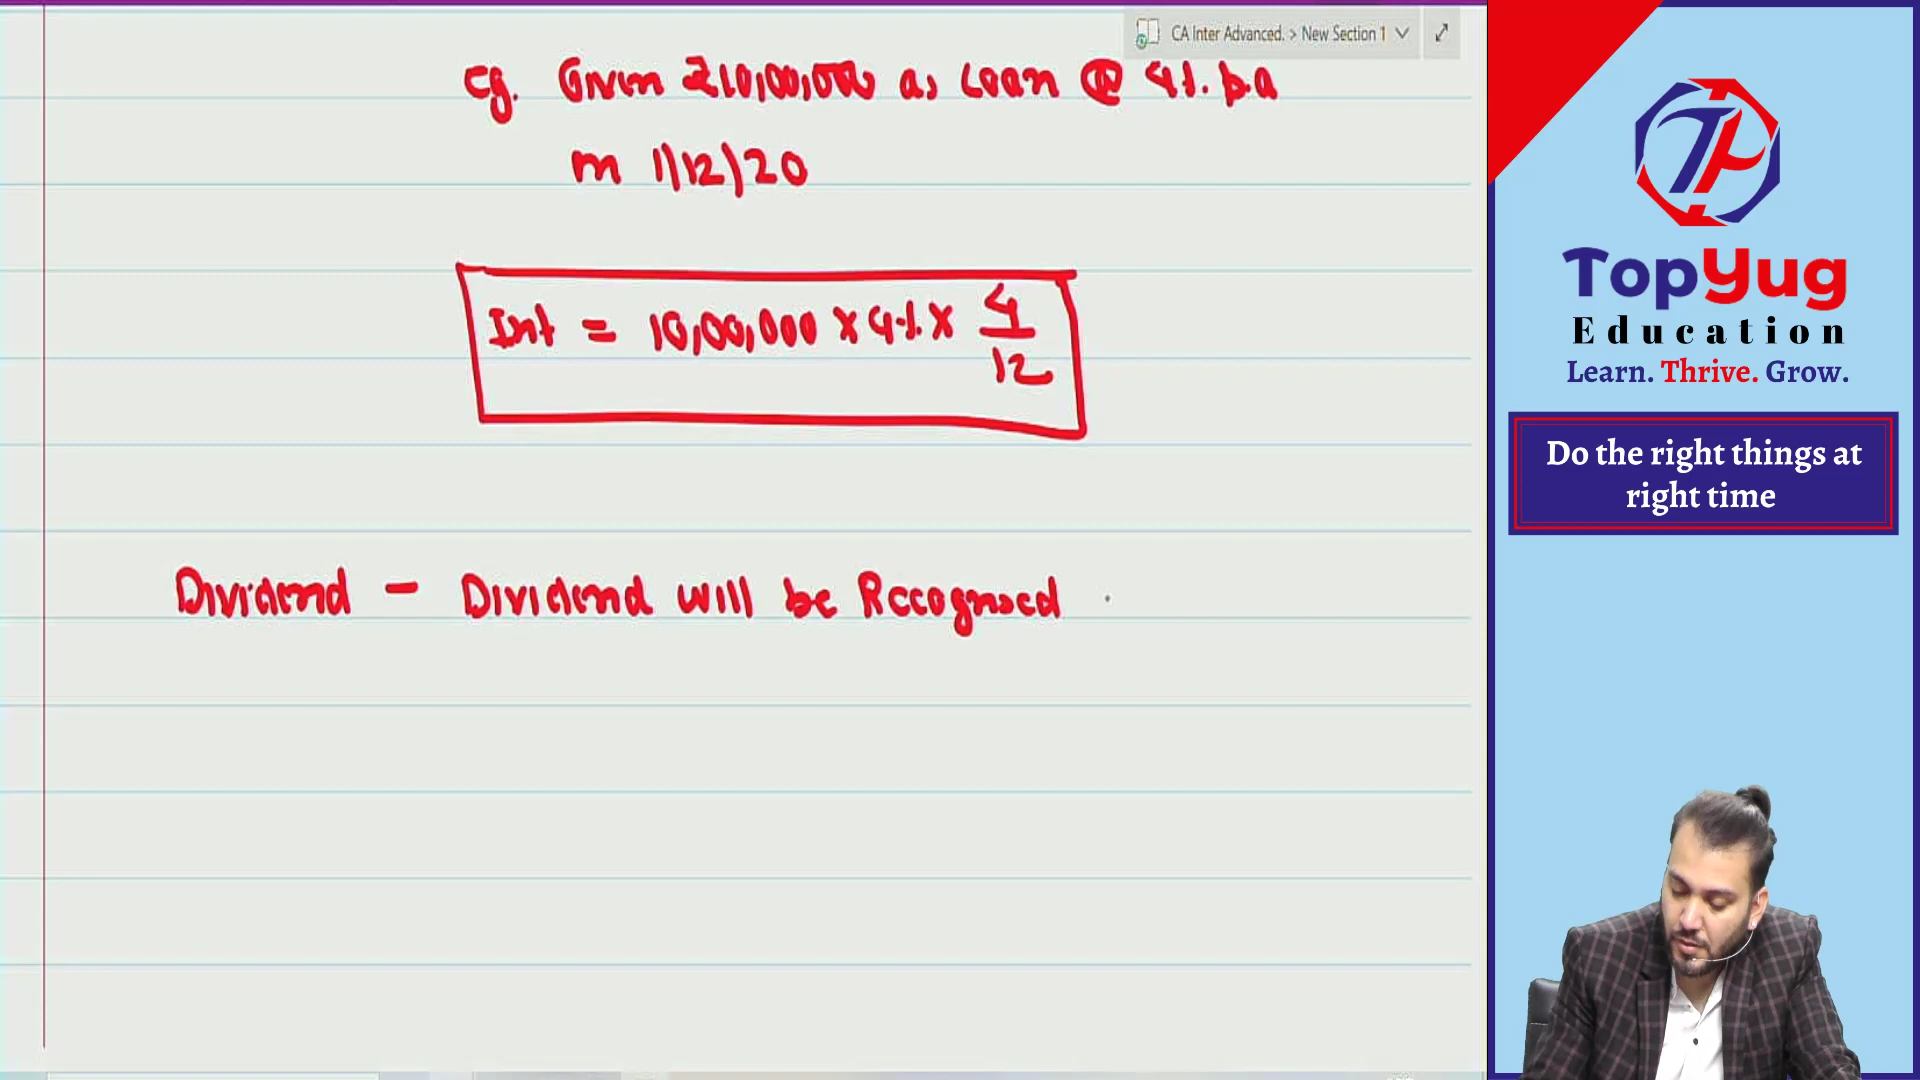 CA Inter Advanced. > New Section 1
eg. Given ₹10,00,000 as Loan @ 4%. p.a
on 1/12/20
Int = 10,00,000 x 4% x 4/12
Dividend - Dividend will be Recognised
TopYug
Education
Learn. Thrive. Grow.
Do the right things at
right time